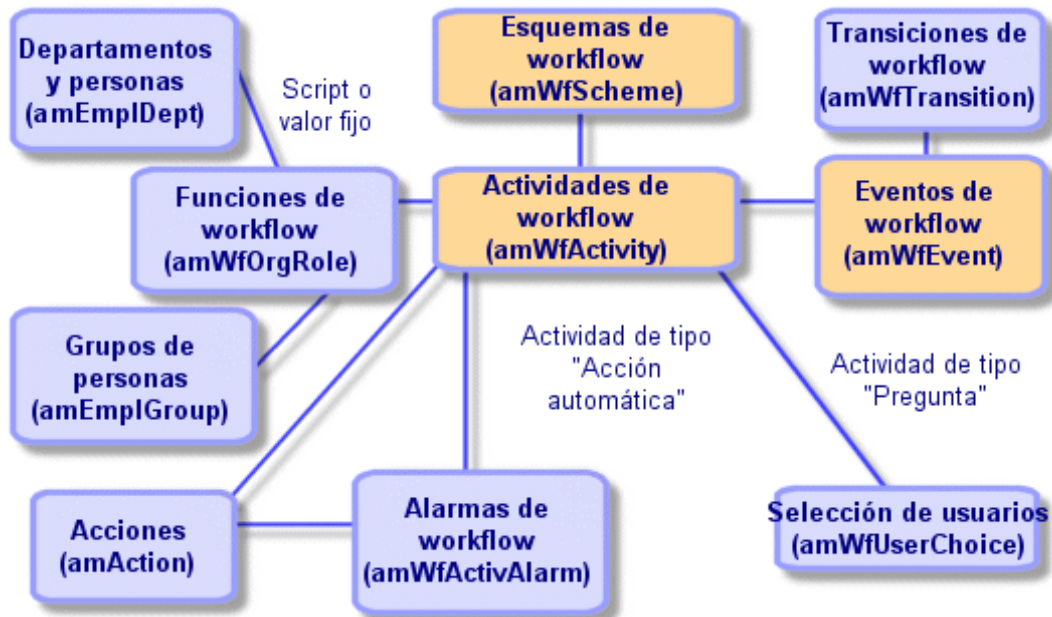 Departamentos
y personas
(amEmplDept)
Script o
valor fijo
Esquemas de
workflow
(amWfScheme)
Transiciones de
workflow
(amWfTransition)
Funciones de
workflow
(amWfOrgRole)
Actividades de
workflow
(amWfActivity)
Eventos de
workflow
(amWfEvent)
Grupos de
personas
(amEmplGroup)
Actividad de tipo
"Acción
automática"
Actividad de tipo
"Pregunta"
Acciones
(amAction)
Alarmas de
workflow
(amWfActivAlarm)
Selección de usuarios
(amWfUserChoice)